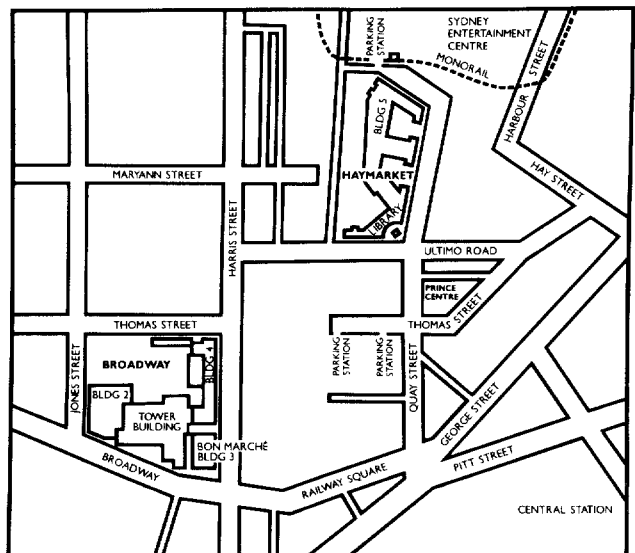 SYDNEY
ENTERTAINMENT
CENTRE
PARKING
STATION
MONORAIL
HARBOUR STREET
BLDG 5
HAYMARKET
MARYANN STREET
HAY STREET
LIBRARY
HARRIS STREET
ULTIMO ROAD
PRINCE
CENTRE
THOMAS STREET
THOMAS STREET
PARKING
STATION
PARKING
STATION
QUAY STREET
JONES STREET
BROADWAY
BLDG 4
BLDG 2
TOWER
BUILDING
BON MARCHÉ
BLDG 3
GEORGE STREET
BROADWAY
RAILWAY SQUARE
PITT STREET
CENTRAL STATION